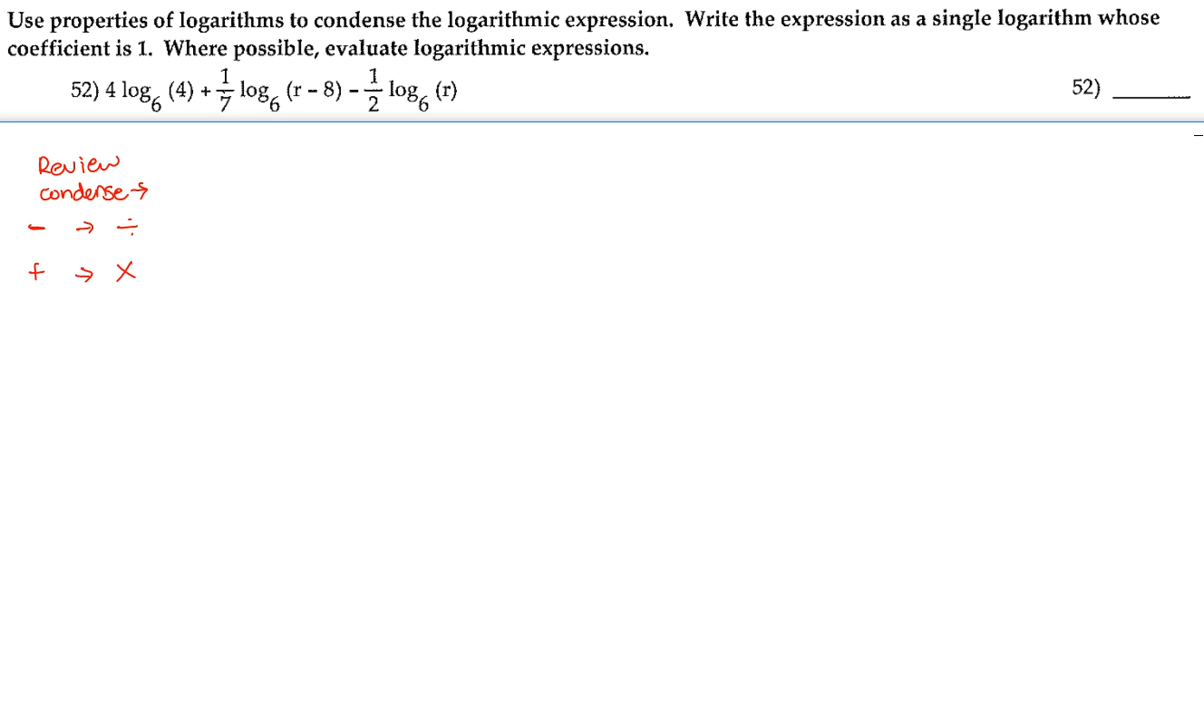 Use properties of logarithms to condense the logarithmic expression. Write the expression as a single logarithm whose
coefficient is 1. Where possible, evaluate logarithmic expressions.
52) 4 log₆ (4) + 1/7 log₆ (r - 8) - 1/2 log₆ (r)
52) ______
Review
condense →
- → ÷
+ → ×